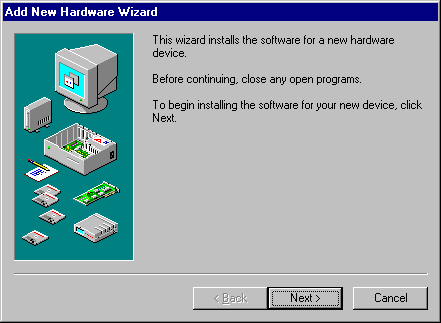 Add New Hardware Wizard
This wizard installs the software for a new hardware
device.
Before continuing, close any open programs.
To begin installing the software for your new device, click
Next.
< Back
Next >
Cancel